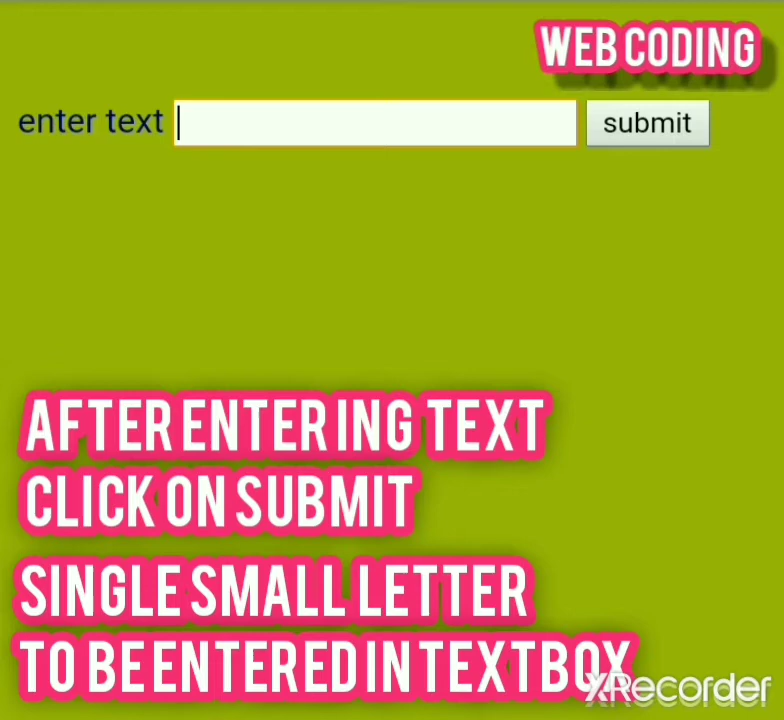 WEB CODING
enter text submit
AFTER ENTERING TEXT
CLICK ON SUBMIT
SINGLE SMALL LETTER
TO BE ENTERED IN TEXTBOX
XRecorder